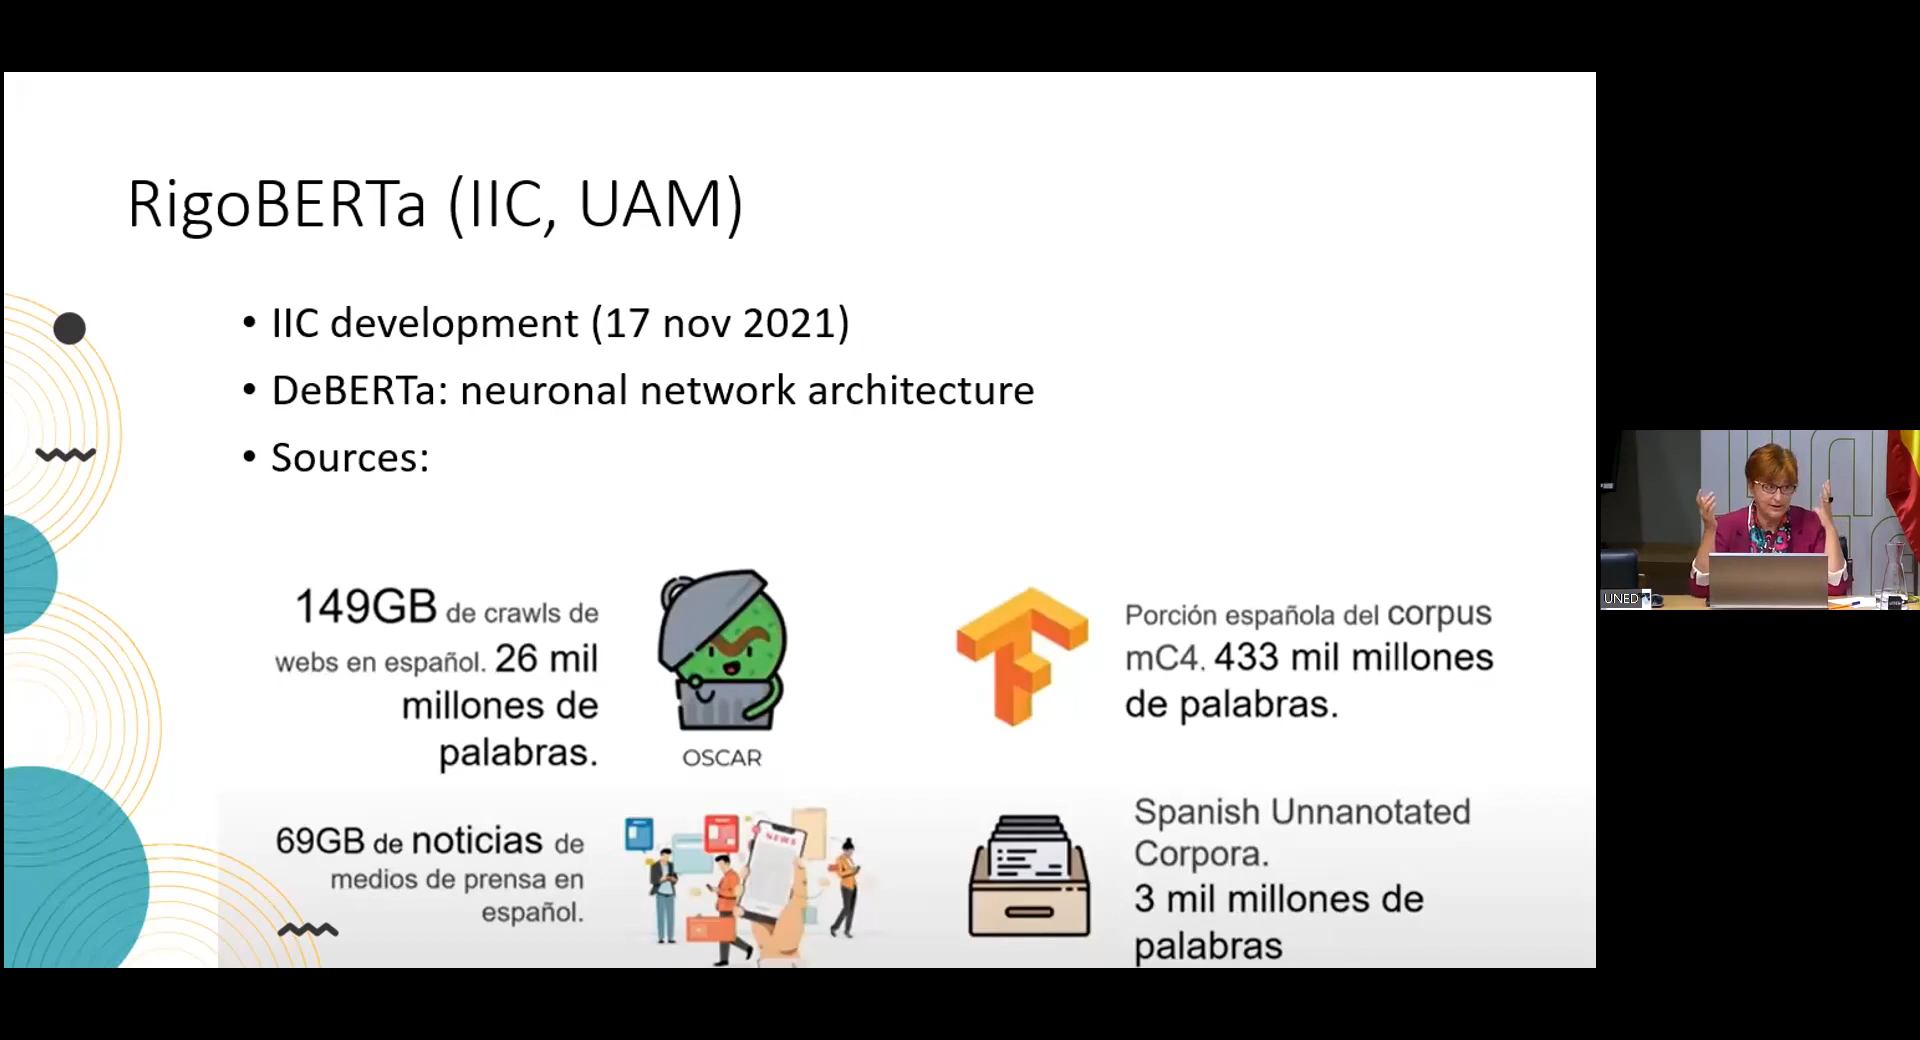 RigoBERTa (IIC, UAM)
• IIC development (17 nov 2021)
• DeBERTa: neuronal network architecture
• Sources:
149GB de crawls de
webs en español. 26 mil
millones de
palabras.
OSCAR
Porción española del corpus
mC4. 433 mil millones
de palabras.
69GB de noticias de
medios de prensa en
español.
NEWS
Spanish Unnanotated
Corpora.
3 mil millones de
palabras
UNED